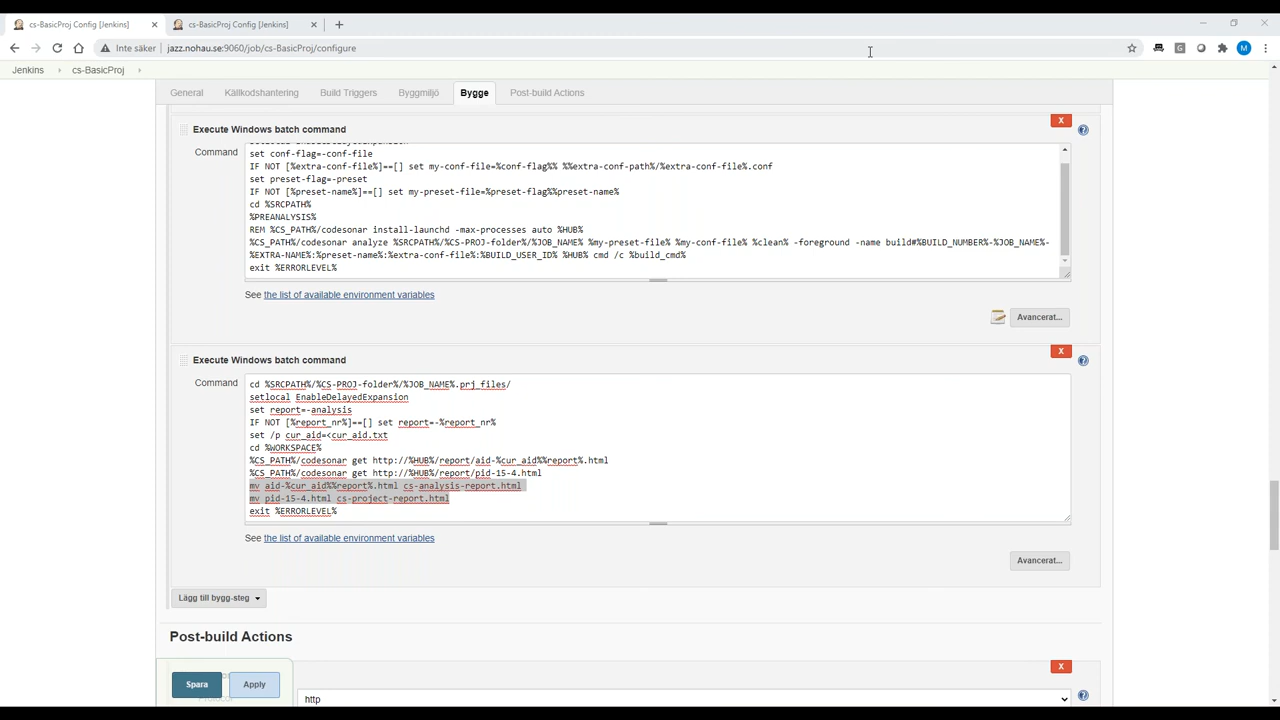 cs-BasicProj Config [Jenkins]
cs-BasicProj Config [Jenkins]
Inte säker
jazz.nohau.se:9060/job/cs-BasicProj/configure
M
Jenkins
cs-BasicProj
General
Källkodshantering
Build Triggers
Byggmiljö
Bygge
Post-build Actions
Execute Windows batch command
X
Command
set conf-flag=-conf-file
IF NOT [%extra-conf-file%]==[] set my-conf-file=%conf-flag%% %%extra-conf-path%/%extra-conf-file%.conf
set preset-flag=-preset
IF NOT [%preset-name%]==[] set my-preset-file=%preset-flag%%preset-name%
cd %SRCPATH%
%PREANALYSIS%
REM %CS_PATH%/codesonar install-launchd -max-processes auto %HUB%
%CS_PATH%/codesonar analyze %SRCPATH%/%CS-PROJ-folder%/%JOB_NAME% %my-preset-file% %my-conf-file% %clean% -foreground -name build#%BUILD_NUMBER%-%JOB_NAME%-
%EXTRA-NAME%:%preset-name%:%extra-conf-file%:%BUILD_USER_ID% %HUB% cmd /c %build_cmd%
exit %ERRORLEVEL%
See the list of available environment variables
Avancerat...
Execute Windows batch command
X
Command
cd %SRCPATH%/%CS-PROJ-folder%/%JOB_NAME%.prj_files/
setlocal EnableDelayedExpansion
set report=-analysis
IF NOT [%report_nr%]==[] set report=-%report_nr%
set /p cur_aid=<cur_aid.txt
cd %WORKSPACE%
%CS_PATH%/codesonar get http://%HUB%/report/aid-%cur_aid%%report%.html
%CS_PATH%/codesonar get http://%HUB%/report/pid-15-4.html
mv aid-%cur_aid%%report%.html cs-analysis-report.html
mv pid-15-4.html cs-project-report.html
exit %ERRORLEVEL%
See the list of available environment variables
Avancerat...
Lägg till bygg-steg
Post-build Actions
X
Spara
Apply
http